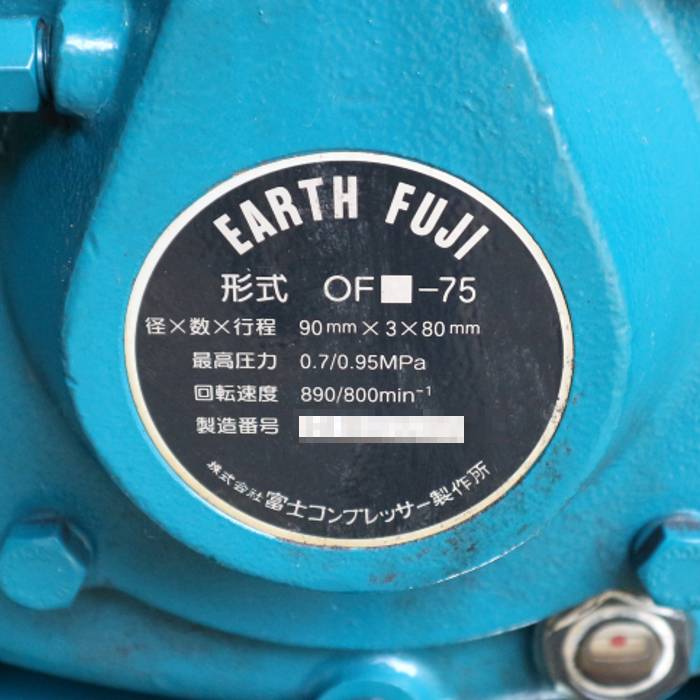 EARTH FUJI
形式 OF■-75
径×数×行程 90mm×3×80mm
最高圧力 0.7/0.95MPa
回転速度 890/800min⁻¹
製造番号
株式会社 富士コンプレッサー製作所